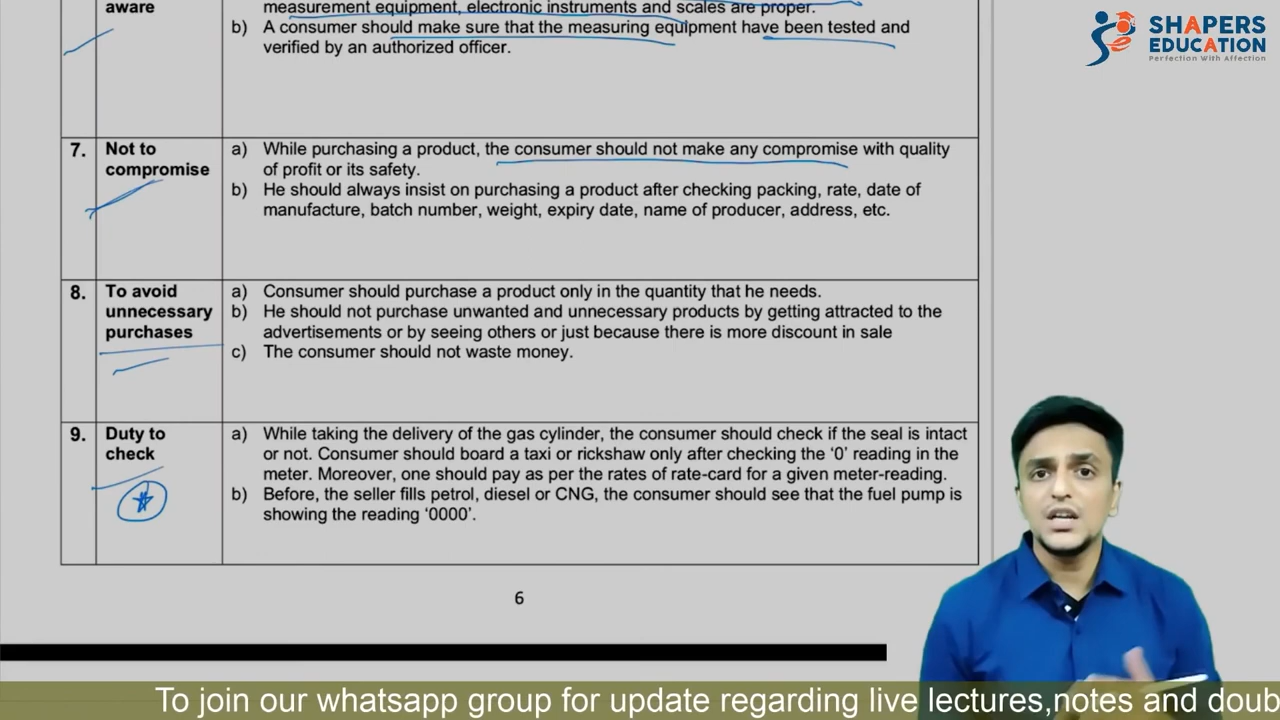 SHAPERS
EDUCATION
Perfection With Affection
aware
measurement equipment, electronic instruments and scales are proper.
b) A consumer should make sure that the measuring equipment have been tested and
verified by an authorized officer.
7. Not to
compromise
a) While purchasing a product, the consumer should not make any compromise with quality
of profit or its safety.
b) He should always insist on purchasing a product after checking packing, rate, date of
manufacture, batch number, weight, expiry date, name of producer, address, etc.
8. To avoid
unnecessary
purchases
a) Consumer should purchase a product only in the quantity that he needs.
b) He should not purchase unwanted and unnecessary products by getting attracted to the
advertisements or by seeing others or just because there is more discount in sale
c) The consumer should not waste money.
9. Duty to
check
a) While taking the delivery of the gas cylinder, the consumer should check if the seal is intact
or not. Consumer should board a taxi or rickshaw only after checking the ‘0’ reading in the
meter. Moreover, one should pay as per the rates of rate-card for a given meter-reading.
b) Before, the seller fills petrol, diesel or CNG, the consumer should see that the fuel pump is
showing the reading ‘0000’.
6
To join our whatsapp group for update regarding live lectures,notes and doub